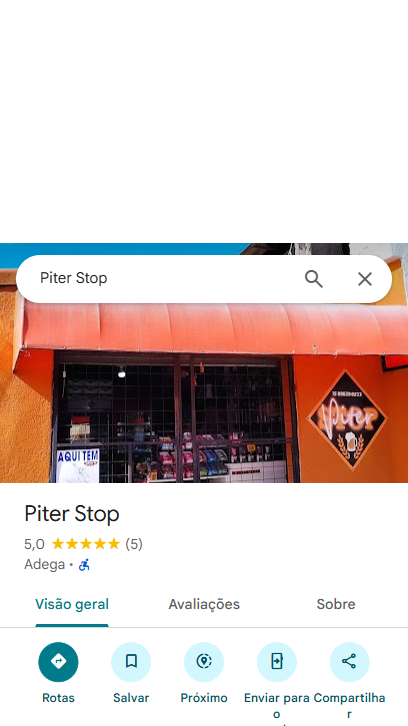 Piter Stop
AQUI TEM
Piter
Piter Stop
5,0 (5)
Adega ·
Visão geral
Avaliações
Sobre
Rotas
Salvar
Próximo
Enviar para
o
Compartilha
r